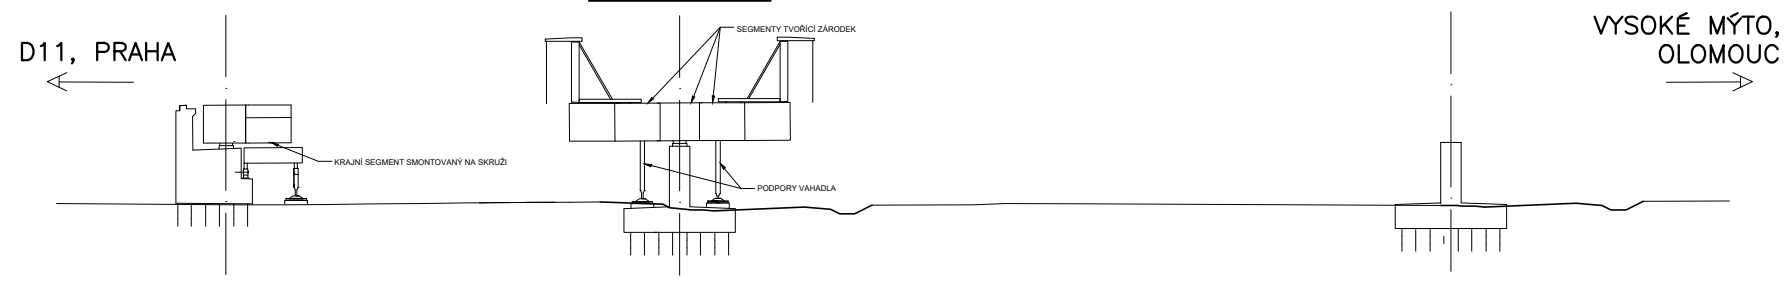 SEGMENTY TVOŘÍCÍ ZÁRODEK
D11, PRAHA
VYSOKÉ MÝTO,
OLOMOUC
KRAJNÍ SEGMENT SMONTOVANÝ NA SKRUŽI
PODPORY VAHADLA